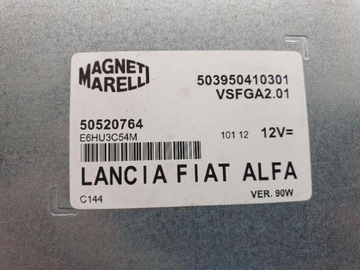 MAGNETI
MARELLI
503950410301
VSFGA2.01
50520764
E6HU3C54M
101 12 12V=
LANCIA FIAT ALFA
C144
VER. 90W